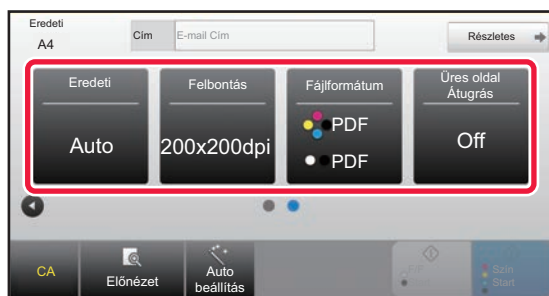 Eredeti
A4
Cím
E-mail Cím
Részletes
Eredeti
Auto
Felbontás
200x200dpi
Fájlformátum
PDF
PDF
Üres oldal
Átugrás
Off
CA
Előnézet
Auto
beállítás
Szín
Start